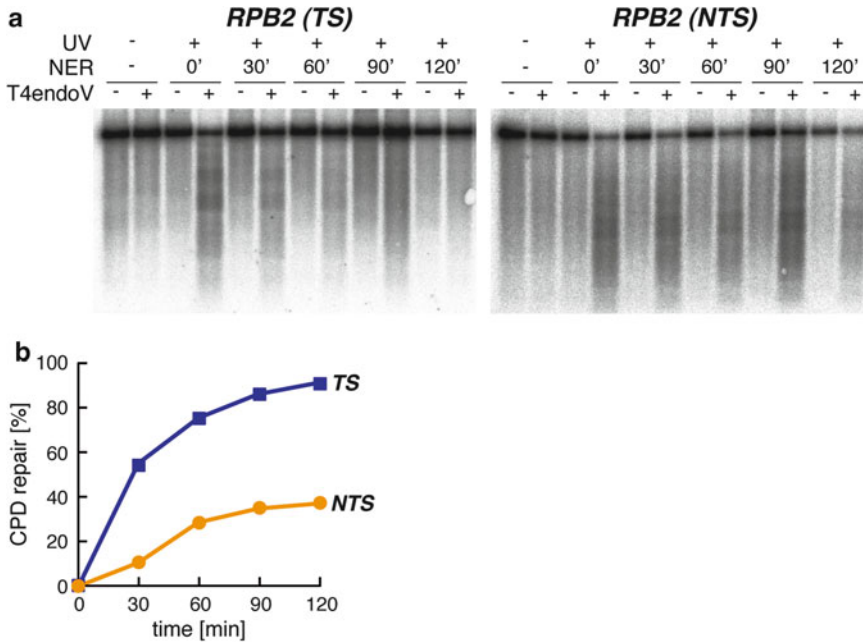 a
RPB2 (TS)
RPB2 (NTS)
UV - + + + + +
- + + + + +
NER - 0' 30' 60' 90' 120'
- 0' 30' 60' 90' 120'
T4endoV - + - + - + - + - + - +
- + - + - + - + - + - +
b
CPD repair [%]
100
80
60
40
20
0
TS
NTS
0 30 60 90 120
time [min]